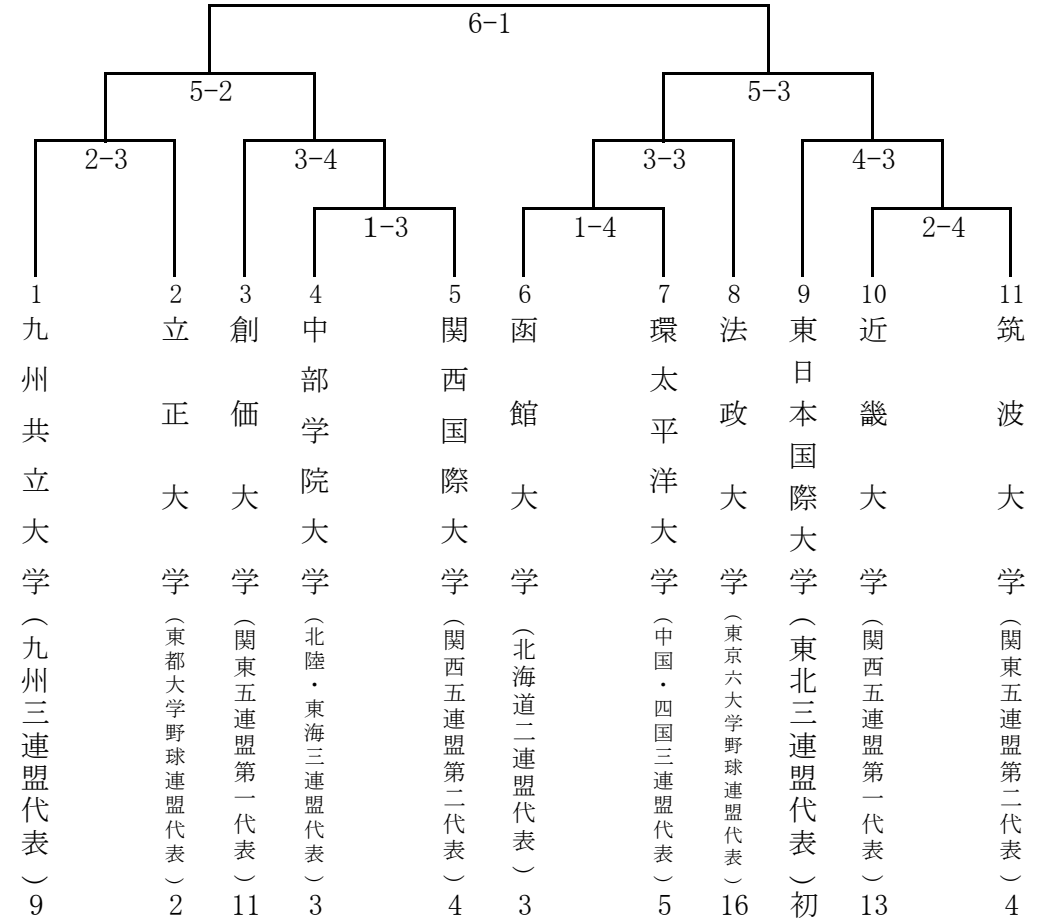 6-1
5-2
5-3
2-3
3-4
3-3
4-3
1-3
1-4
2-4
1
九州共立大学(九州三連盟代表)
9
2
立正大学(東都大学野球連盟代表)
2
3
創価大学(関東五連盟第一代表)
11
4
中部学院大学(北陸・東海三連盟代表)
3
5
関西国際大学(関西五連盟第二代表)
4
6
函館大学(北海道二連盟代表)
3
7
環太平洋大学(中国・四国三連盟代表)
5
8
法政大学(東京六大学野球連盟代表)
16
9
東日本国際大学(東北三連盟代表)
初
10
近畿大学(関西五連盟第一代表)
13
11
筑波大学(関東五連盟第二代表)
4